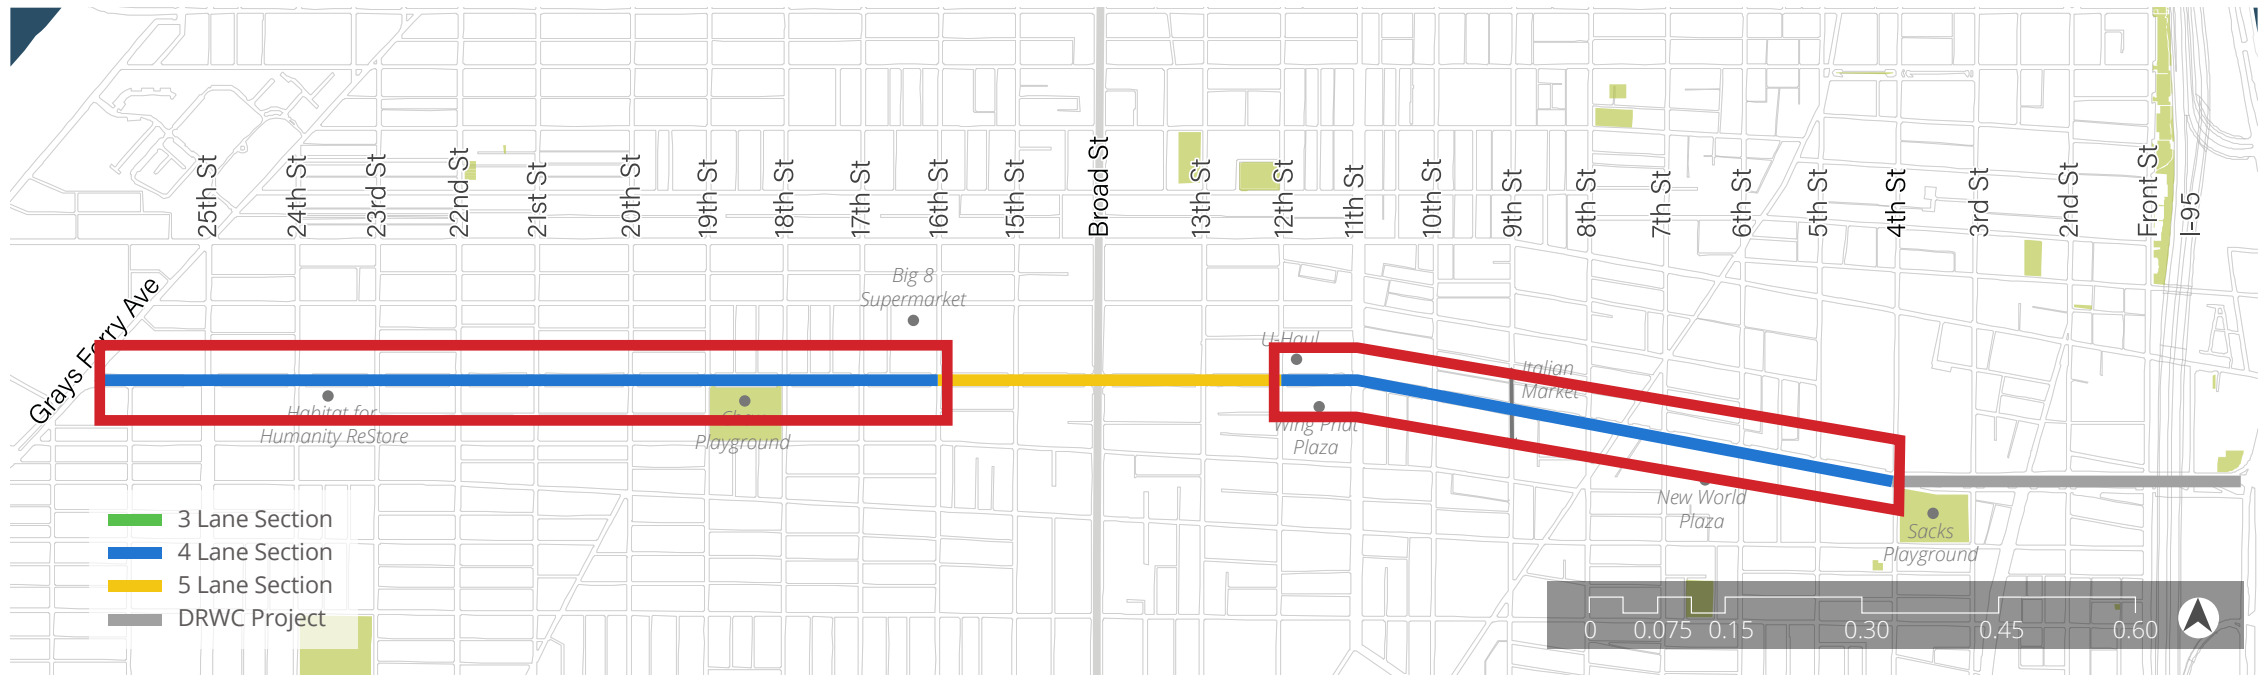 25th St
24th St
23rd St
22nd St
21st St
20th St
19th St
18th St
17th St
16th St
15th St
Broad St
13th St
12th St
11th St
10th St
9th St
8th St
7th St
6th St
5th St
4th St
3rd St
2nd St
Front St
I-95
Grays Ferry Ave
Big 8
Supermarket
U-Haul
Italian
Market
Habitat for
Humanity ReStore
Playground
Wing Phat
Plaza
New World
Plaza
Sacks
Playground
3 Lane Section
4 Lane Section
5 Lane Section
DRWC Project
0 0.075 0.15 0.30 0.45 0.60